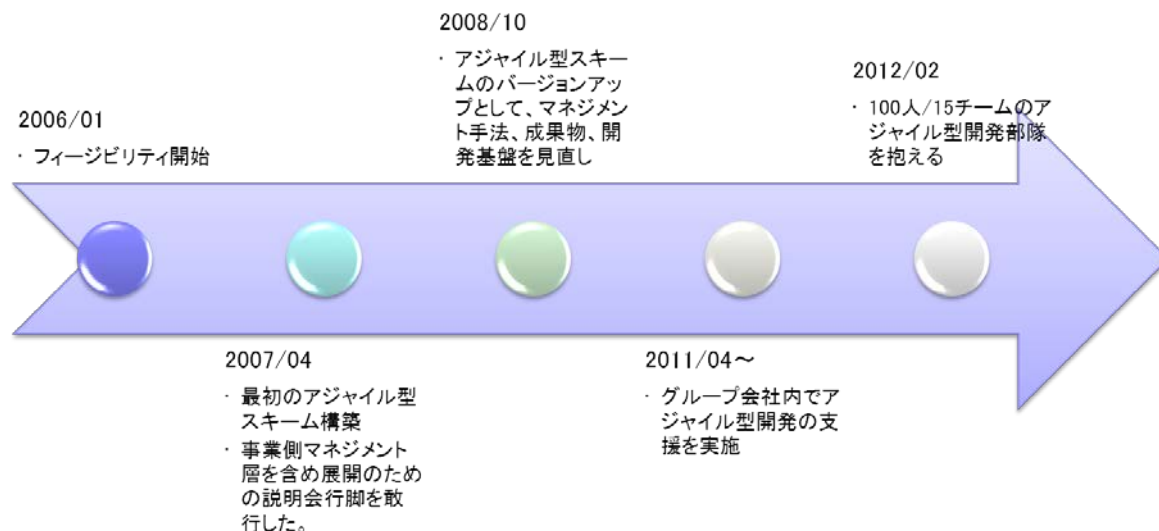 2006/01
・ フィージビリティ開始
2007/04
・ 最初のアジャイル型
スキーム構築
・ 事業側マネジメント
層を含め展開のため
の説明会行脚を敢
行した。
2008/10
・ アジャイル型スキー
ムのバージョンアッ
プとして、マネジメン
ト手法、成果物、開
発基盤を見直し
2011/04～
・ グループ会社内でア
ジャイル型開発の支
援を実施
2012/02
・ 100人/15チームのア
ジャイル型開発部隊
を抱える